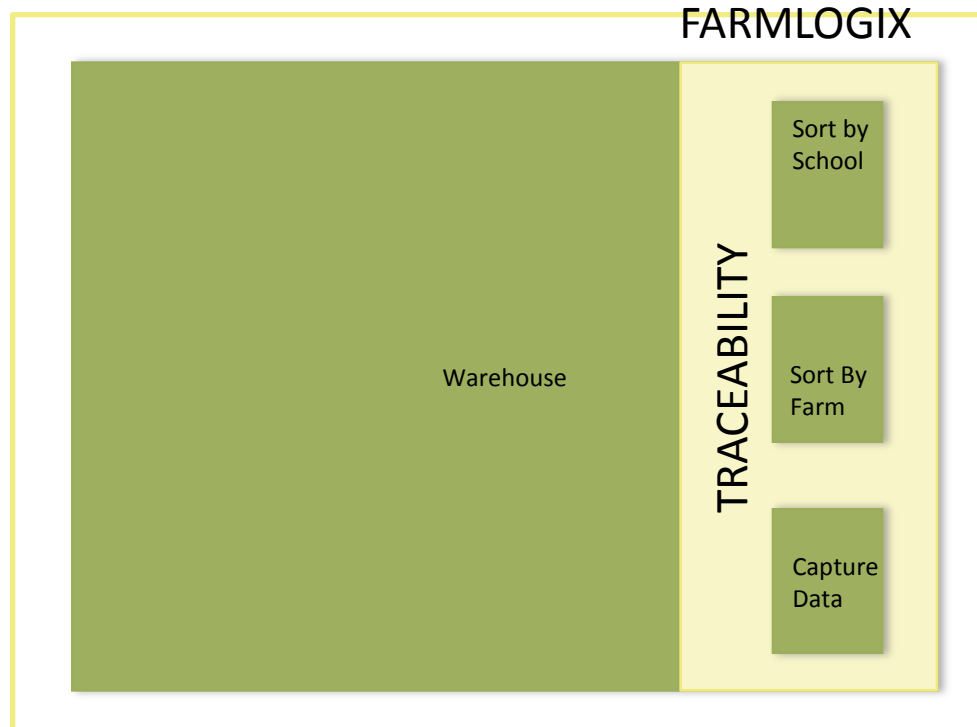 FARMLOGIX
Sort by
School
TRACEABILITY
Warehouse
Sort By
Farm
Capture
Data